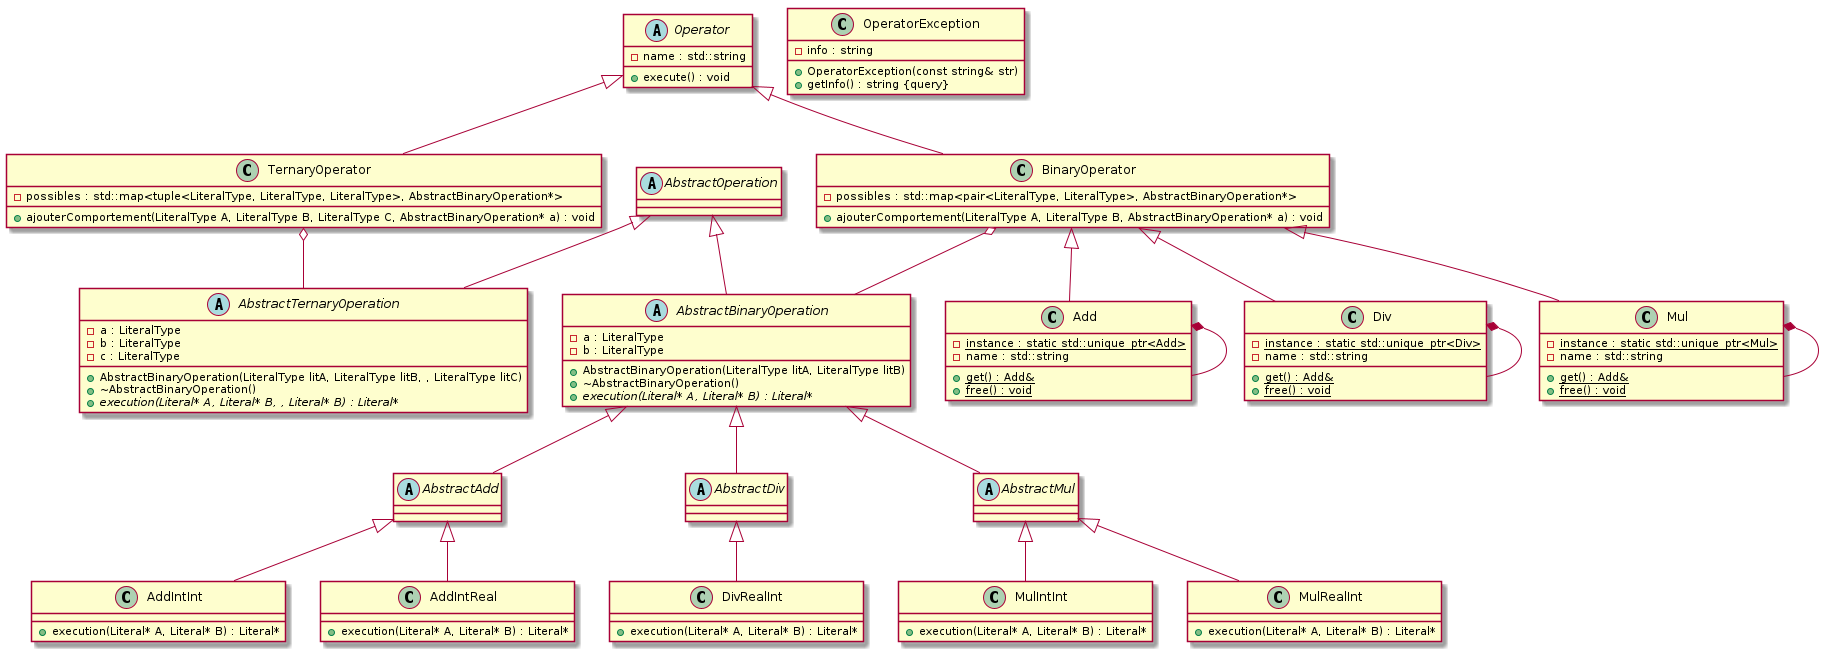 A Operator
name : std::string
execute() : void
C OperatorException
info : string
OperatorException(const string& str)
getInfo() : string {query}
C TernaryOperator
possibles : std::map<tuple<LiteralType, LiteralType, LiteralType>, AbstractBinaryOperation*>
ajouterComportement(LiteralType A, LiteralType B, LiteralType C, AbstractBinaryOperation* a) : void
A AbstractOperation
C BinaryOperator
possibles : std::map<pair<LiteralType, LiteralType>, AbstractBinaryOperation*>
ajouterComportement(LiteralType A, LiteralType B, AbstractBinaryOperation* a) : void
A AbstractTernaryOperation
a : LiteralType
b : LiteralType
c : LiteralType
AbstractBinaryOperation(LiteralType litA, LiteralType litB, , LiteralType litC)
~AbstractBinaryOperation()
execution(Literal* A, Literal* B, , Literal* B) : Literal*
A AbstractBinaryOperation
a : LiteralType
b : LiteralType
AbstractBinaryOperation(LiteralType litA, LiteralType litB)
~AbstractBinaryOperation()
execution(Literal* A, Literal* B) : Literal*
C Add
instance : static std::unique_ptr<Add>
name : std::string
get() : Add&
free() : void
C Div
instance : static std::unique_ptr<Div>
name : std::string
get() : Add&
free() : void
C Mul
instance : static std::unique_ptr<Mul>
name : std::string
get() : Add&
free() : void
A AbstractAdd
A AbstractDiv
A AbstractMul
C AddIntInt
execution(Literal* A, Literal* B) : Literal*
C AddIntReal
execution(Literal* A, Literal* B) : Literal*
C DivRealInt
execution(Literal* A, Literal* B) : Literal*
C MulIntInt
execution(Literal* A, Literal* B) : Literal*
C MulRealInt
execution(Literal* A, Literal* B) : Literal*